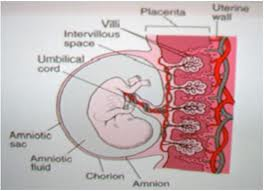 Placenta
Uterine
wall
Villi
Intervillous
space
Umbilical
cord
Amniotic
sac
Amniotic
fluid
Chorion
Amnion